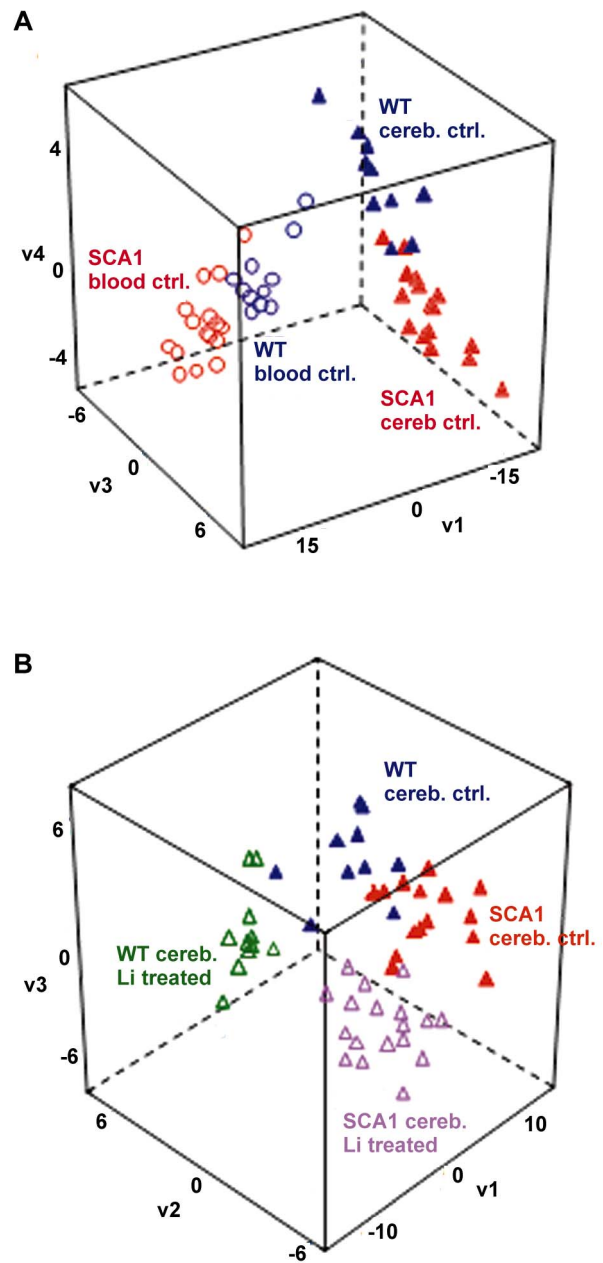 A
WT
cereb. ctrl.
4
v4
0
-4
SCA1
blood ctrl.
WT
blood ctrl.
SCA1
cereb ctrl.
-6
0
v3
6
15
0
-15
v1
B
WT
cereb. ctrl.
6
0
v3
-6
SCA1
cereb. ctrl.
WT cereb.
Li treated
SCA1 cereb.
Li treated
6
0
v2
-6
-10
0
v1
10